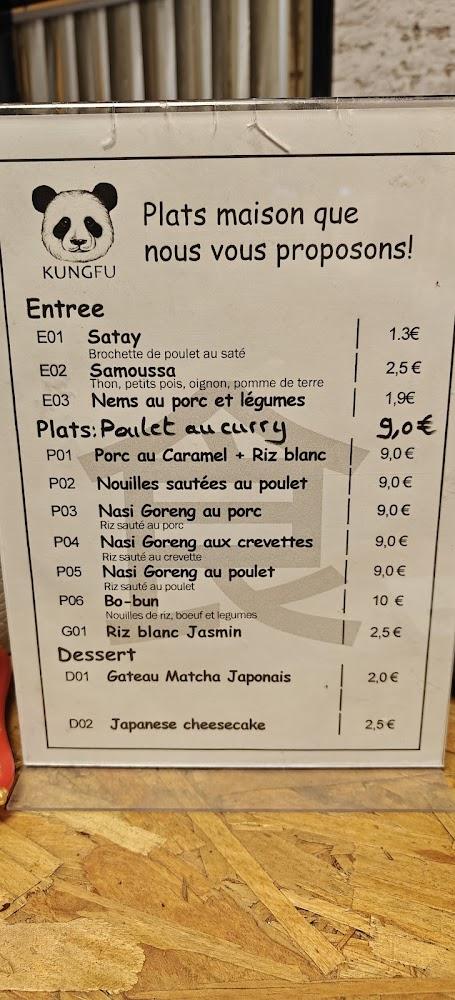 KUNGFU
Plats maison que
nous vous proposons!
Entree
E01 Satay 1.3€
Brochette de poulet au saté
E02 Samoussa 2,5 €
Thon, petits pois, oignon, pomme de terre
E03 Nems au porc et légumes 1,9€
Plats: Poulet au curry 9,0€
P01 Porc au Caramel + Riz blanc 9,0€
P02 Nouilles sautées au poulet 9,0€
P03 Nasi Goreng au porc 9,0€
Riz sauté au porc
P04 Nasi Goreng aux crevettes 9,0€
Riz sauté au crevette
P05 Nasi Goreng au poulet 9,0€
Riz sauté au poulet
P06 Bo-bun 10 €
Nouilles de riz, boeuf et legumes
G01 Riz blanc Jasmin 2,5€
Dessert
D01 Gateau Matcha Japonais 2,0€
D02 Japanese cheesecake 2,5€